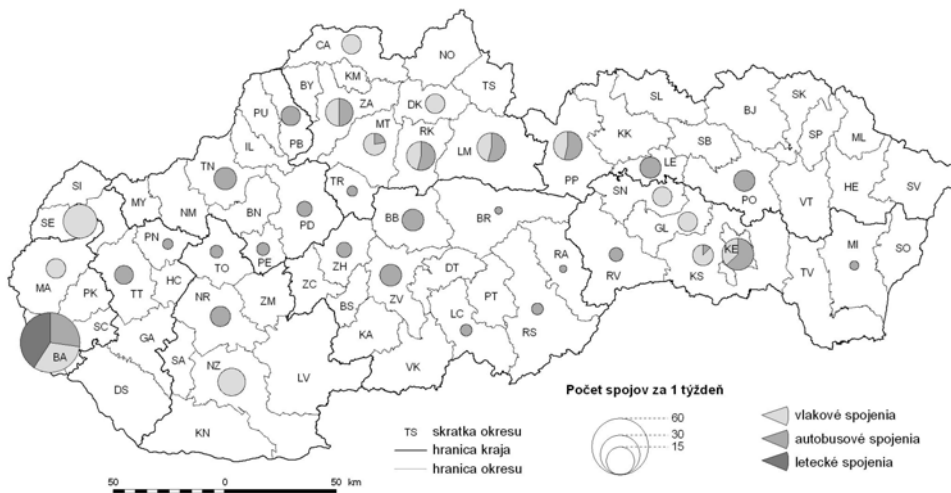 CA
NO
BY
KM
ZA
DK
TS
PU
IL
PB
MT
RK
LM
PP
KK
SL
BJ
SK
SB
SP
ML
LE
PO
VT
HE
SV
SI
SE
MY
NM
TN
BN
PD
TR
BB
BR
SN
GL
KE
KS
RV
MI
SO
TV
MA
PK
PN
TT
HC
TO
PE
ZH
ZC
BS
ZV
DT
RA
NR
ZM
KA
LC
PT
RS
SC
BA
GA
SA
NZ
LV
VK
DS
KN
Počet spojov za 1 týždeň
60
30
15
TS skratka okresu
hranica kraja
hranica okresu
vlakové spojenia
autobusové spojenia
letecké spojenia
50 0 50 km